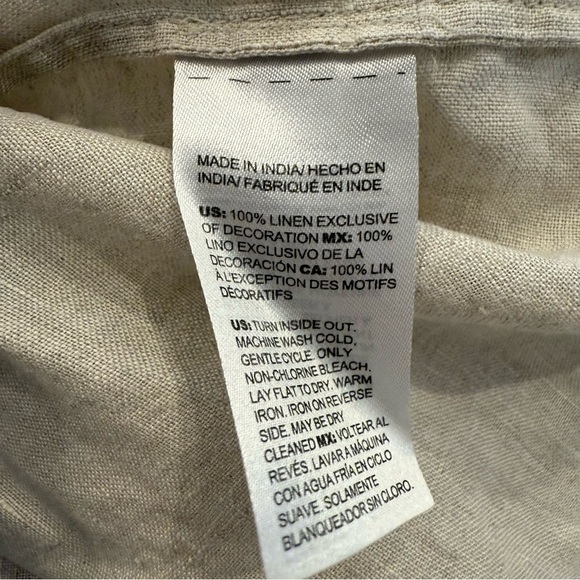 MADE IN INDIA/ HECHO EN
INDIA/ FABRIQUÉ EN INDE
US: 100% LINEN EXCLUSIVE
OF DECORATION MX: 100%
LINO EXCLUSIVO DE LA
DECORACIÓN CA: 100% LIN
À L'EXCEPTION DES MOTIFS
DÉCORATIFS
US: TURN INSIDE OUT.
MACHINE WASH COLD,
GENTLE CYCLE. ONLY
NON-CHLORINE BLEACH.
LAY FLAT TO DRY. WARM
IRON. IRON ON REVERSE
SIDE. MAY BE DRY
CLEANED MX: VOLTEAR AL
REVÉS. LAVAR A MÁQUINA
CON AGUA FRÍA EN CICLO
SUAVE. SOLAMENTE
BLANQUEADOR SIN CLORO.